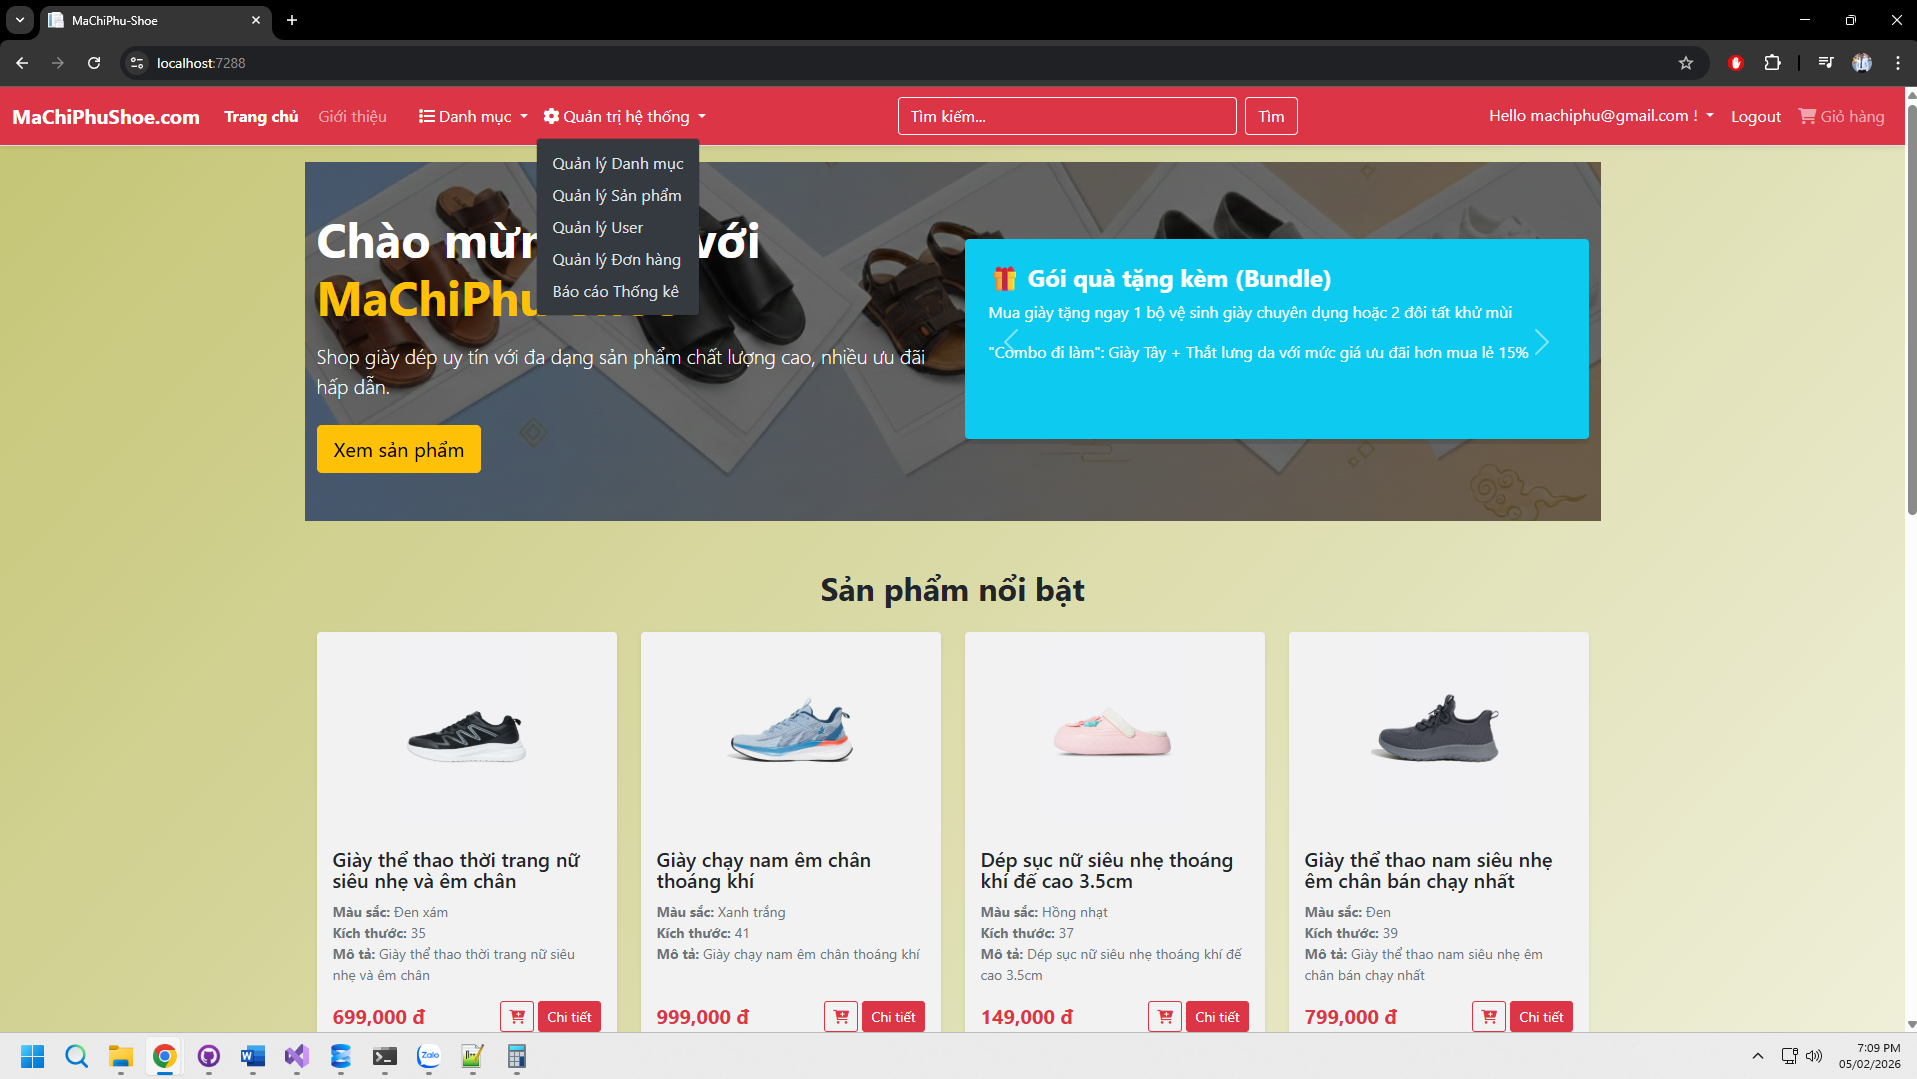 MaChiPhu-Shoe
localhost:7288
MaChiPhuShoe.com Trang chủ Giới thiệu Danh mục Quản trị hệ thống Tìm kiếm... Tìm Hello machiphu@gmail.com ! Logout Giỏ hàng
Quản lý Danh mục
Quản lý Sản phẩm
Quản lý User
Quản lý Đơn hàng
Báo cáo Thống kê
Chào mừn với
MaChiPhu
Shop giày dép uy tín với đa dạng sản phẩm chất lượng cao, nhiều ưu đãi
hấp dẫn.
Xem sản phẩm
Gói quà tặng kèm (Bundle)
Mua giày tặng ngay 1 bộ vệ sinh giày chuyên dụng hoặc 2 đôi tất khử mùi
"Combo đi làm": Giày Tây + Thắt lưng da với mức giá ưu đãi hơn mua lẻ 15%
Sản phẩm nổi bật
Giày thể thao thời trang nữ
siêu nhẹ và êm chân
Màu sắc: Đen xám
Kích thước: 35
Mô tả: Giày thể thao thời trang nữ siêu
nhẹ và êm chân
699,000 đ Chi tiết
Giày chạy nam êm chân
thoáng khí
Màu sắc: Xanh trắng
Kích thước: 41
Mô tả: Giày chạy nam êm chân thoáng khí
999,000 đ Chi tiết
Dép sục nữ siêu nhẹ thoáng
khí đế cao 3.5cm
Màu sắc: Hồng nhạt
Kích thước: 37
Mô tả: Dép sục nữ siêu nhẹ thoáng khí đế
cao 3.5cm
149,000 đ Chi tiết
Giày thể thao nam siêu nhẹ
êm chân bán chạy nhất
Màu sắc: Đen
Kích thước: 39
Mô tả: Giày thể thao nam siêu nhẹ êm
chân bán chạy nhất
799,000 đ Chi tiết
Zalo
7:09 PM
05/02/2026